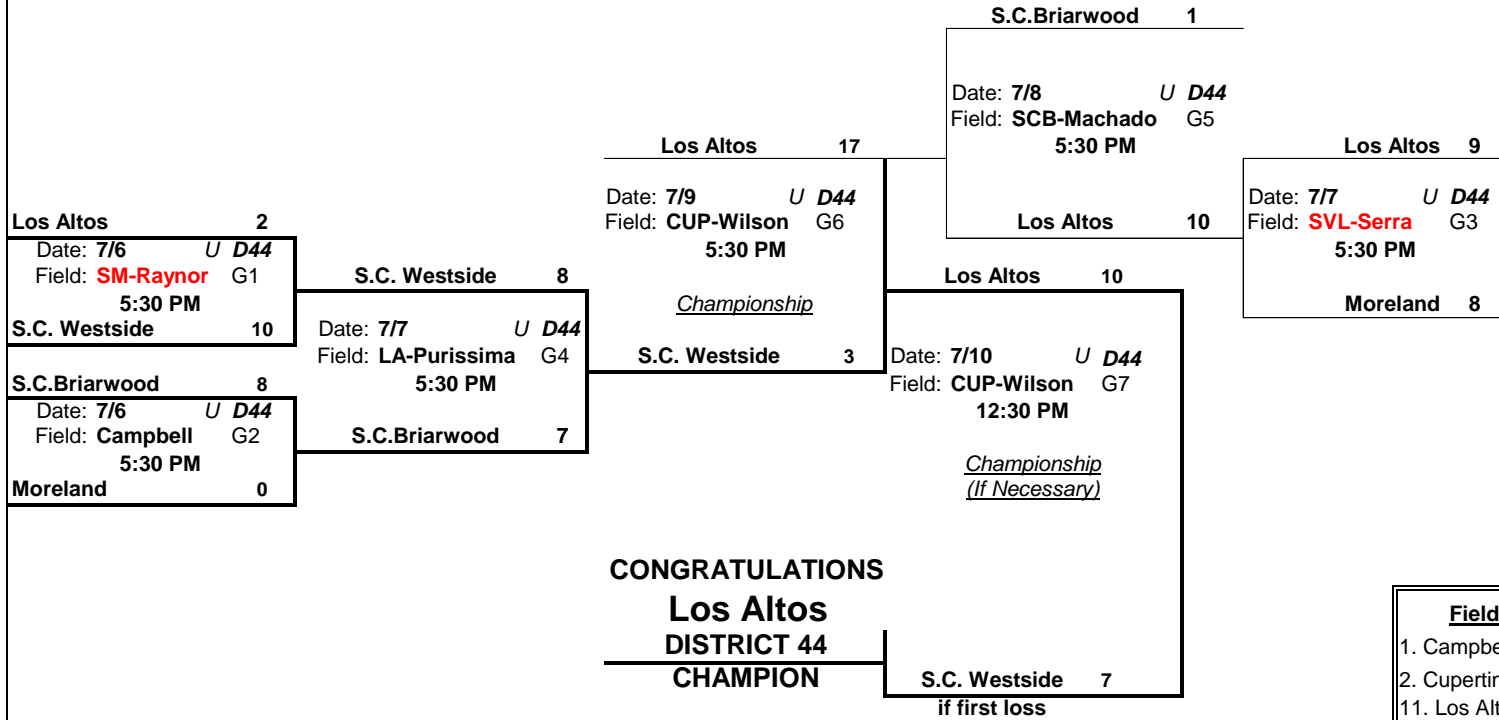 S.C.Briarwood 1
Date: 7/8 U D44
Field: SCB-Machado G5
5:30 PM
Los Altos 10
Los Altos 9
Date: 7/7 U D44
Field: SVL-Serra G3
5:30 PM
Moreland 8
Los Altos 17
Date: 7/9 U D44
Field: CUP-Wilson G6
5:30 PM
Championship
S.C. Westside 3
Los Altos 2
Date: 7/6 U D44
Field: SM-Raynor G1
5:30 PM
S.C. Westside 10
S.C.Briarwood 8
Date: 7/6 U D44
Field: Campbell G2
5:30 PM
Moreland 0
S.C. Westside 8
Date: 7/7 U D44
Field: LA-Purissima G4
5:30 PM
S.C.Briarwood 7
Los Altos 10
Date: 7/10 U D44
Field: CUP-Wilson G7
12:30 PM
Championship
(If Necessary)
S.C. Westside 7
if first loss
CONGRATULATIONS
Los Altos
DISTRICT 44
CHAMPION
Field
1. Campbe
2. Cupertin
11. Los Alt